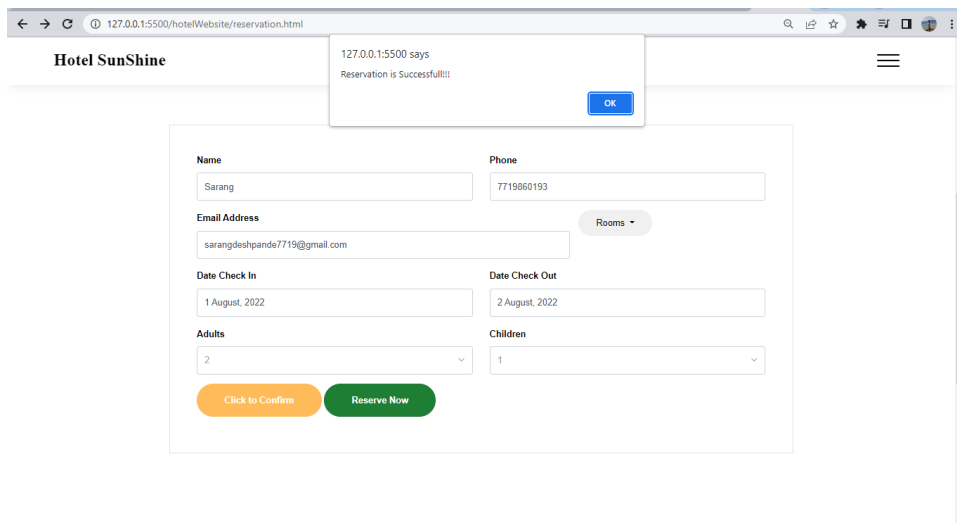 127.0.0.1:5500/hotelWebsite/reservation.html
Hotel SunShine
127.0.0.1:5500 says
Reservation is Successfull!!!
OK
Name
Phone
Sarang
7719860193
Email Address
Rooms
sarangdeshpande7719@gmail.com
Date Check In
Date Check Out
1 August, 2022
2 August, 2022
Adults
Children
2
1
Click to Confirm
Reserve Now